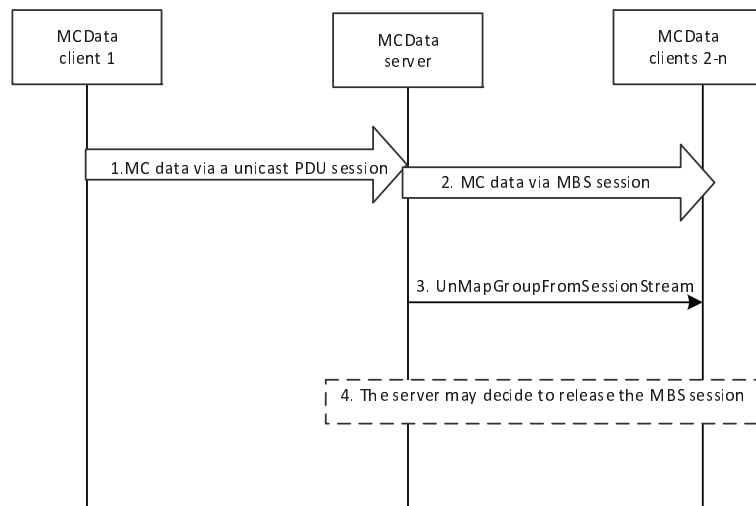 MCData
client 1
MCData
server
MCData
clients 2-n
1.MC data via a unicast PDU session
2. MC data via MBS session
3. UnMapGroupFromSessionStream
4. The server may decide to release the MBS session